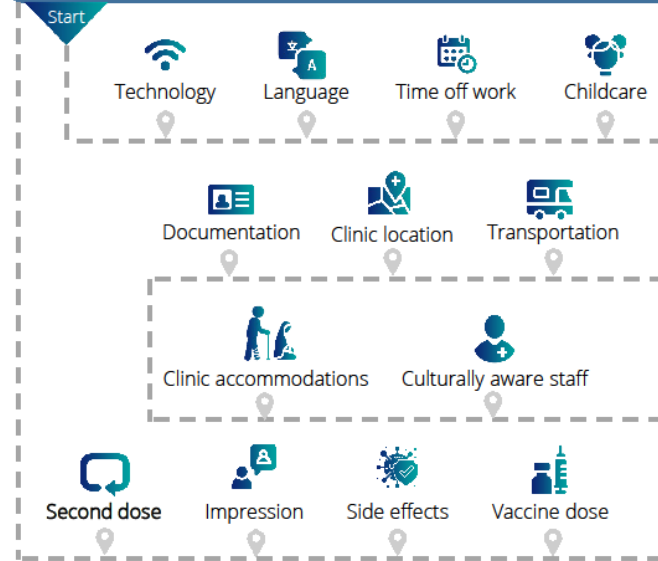 Start
Technology
Language
Time off work
Childcare
Documentation
Clinic location
Transportation
Clinic accommodations
Culturally aware staff
Second dose
Impression
Side effects
Vaccine dose